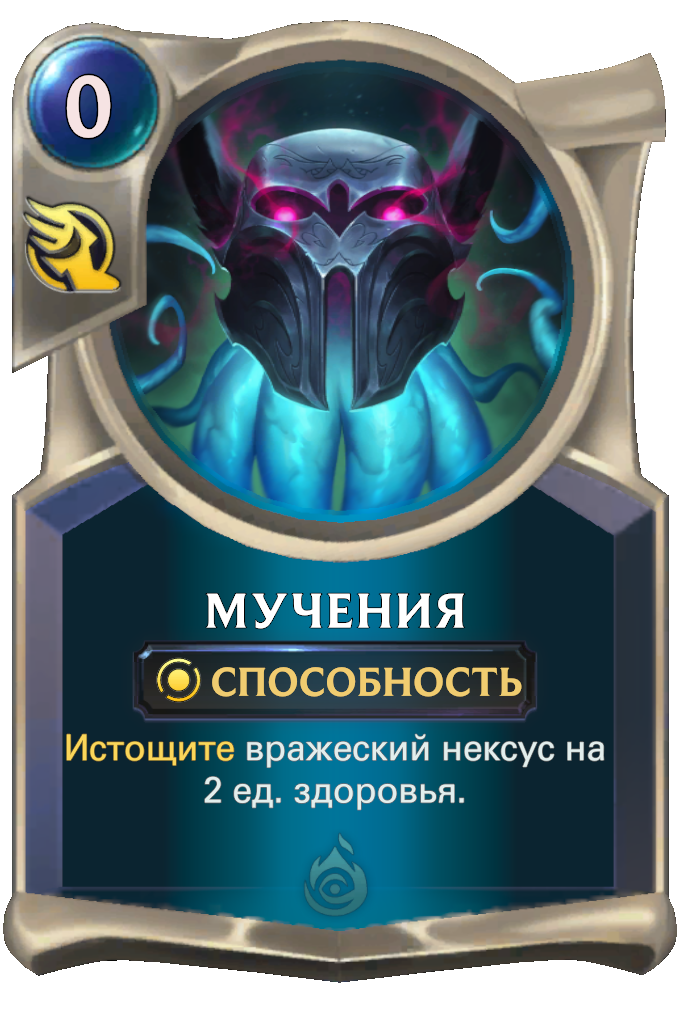 0
МУЧЕНИЯ
СПОСОБНОСТЬ
Истощите вражеский нексус на
2 ед. здоровья.